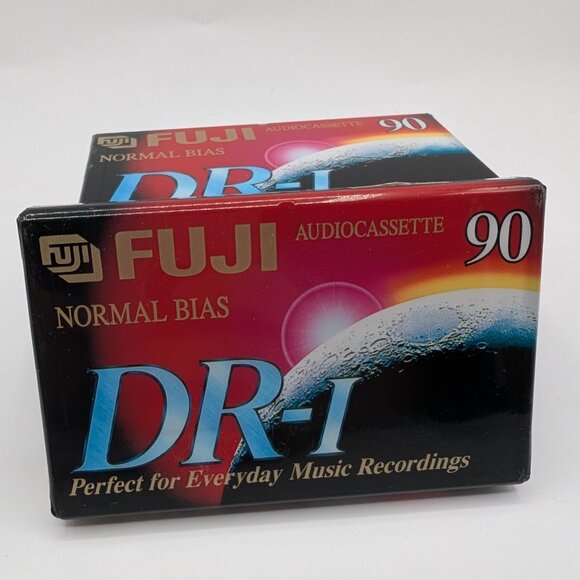 FUJI FUJI AUDIOCASSETTE 90
NORMAL BIAS
DR-I
FUJI FUJI AUDIOCASSETTE 90
NORMAL BIAS
DR-I
Perfect for Everyday Music Recordings